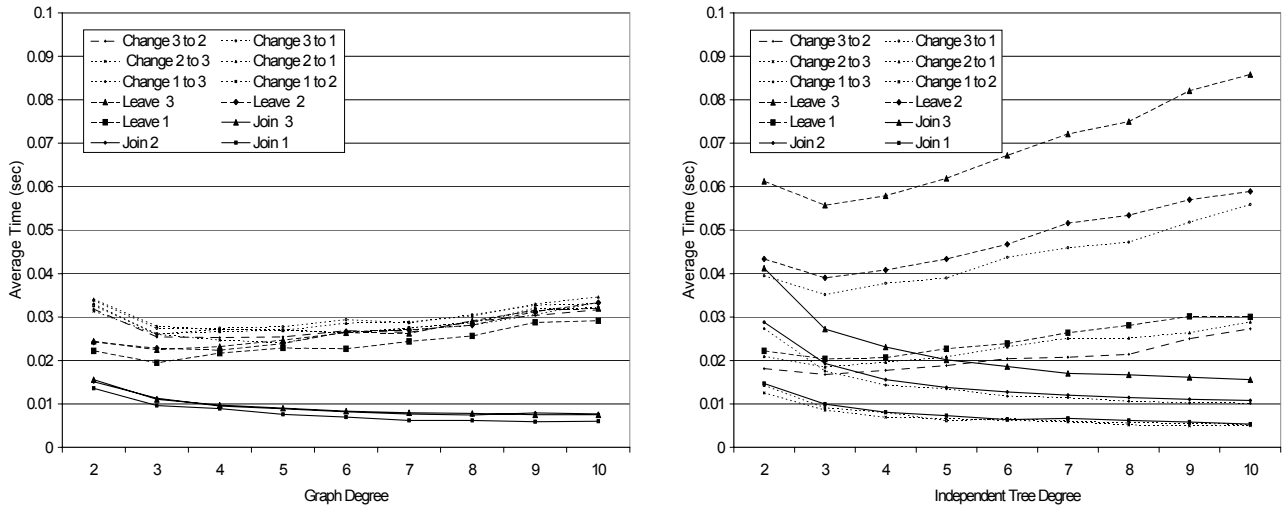 0.1
0.09
0.08
0.07
0.06
0.05
0.04
0.03
0.02
0.01
0
Average Time (sec)
Change 3 to 2 Change 3 to 1
Change 2 to 3 Change 2 to 1
Change 1 to 3 Change 1 to 2
Leave 3 Leave 2
Leave 1 Join 3
Join 2 Join 1
2 3 4 5 6 7 8 9 10
Graph Degree
0.1
0.09
0.08
0.07
0.06
0.05
0.04
0.03
0.02
0.01
0
Average Time (sec)
Change 3 to 2 Change 3 to 1
Change 2 to 3 Change 2 to 1
Change 1 to 3 Change 1 to 2
Leave 3 Leave 2
Leave 1 Join 3
Join 2 Join 1
2 3 4 5 6 7 8 9 10
Independent Tree Degree